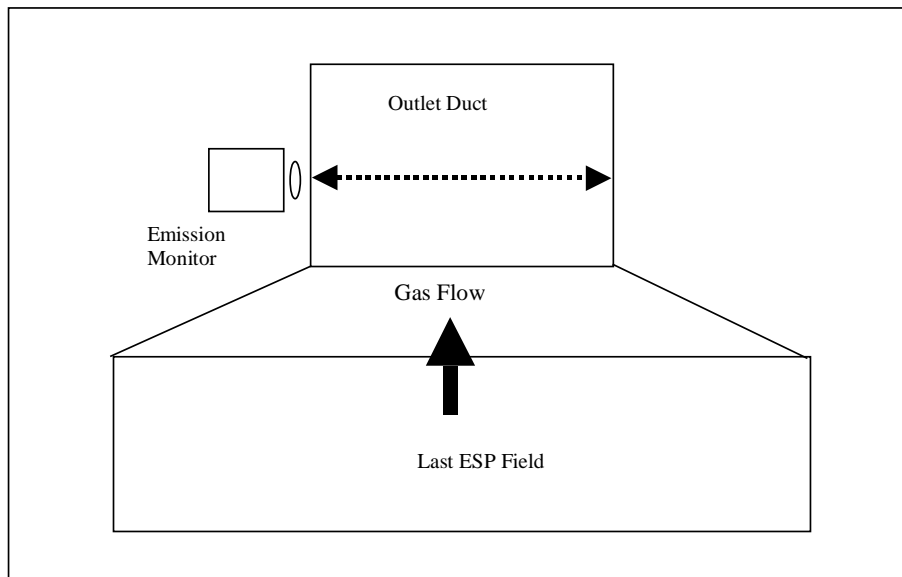 Outlet Duct
Emission
Monitor
Gas Flow
Last ESP Field